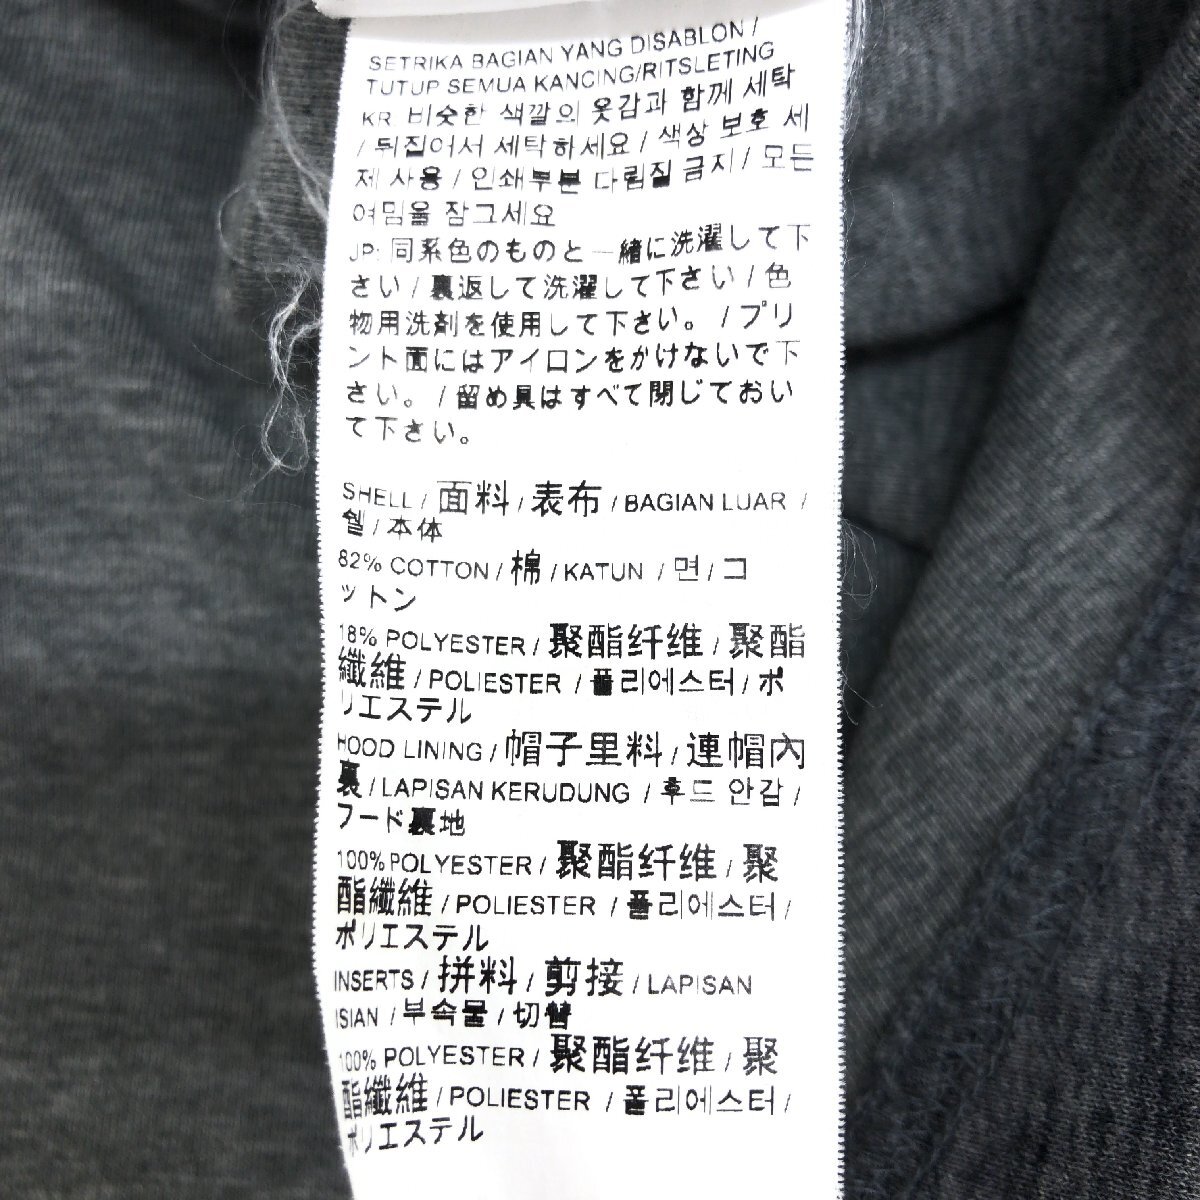 SETRIKA BAGIAN YANG DISABLON /
TUTUP SEMUA KANCING/RITSLETING
KR: 비슷한 색깔의 옷감과 함께 세탁
/ 뒤집어서 세탁하세요 / 색상 보호 세
제 사용 / 인쇄부분 다림질 금지 / 모든
여밈을 잠그세요
JP: 同系色のものと一緒に洗濯して下
さい / 裏返して洗濯して下さい / 色
物用洗剤を使用して下さい。 / プリ
ント面にはアイロンをかけないで下
さい。 / 留め具はすべて閉じておい
て下さい。
SHELL / 面料 / 表布 / BAGIAN LUAR /
쉘 / 本体
82% COTTON / 棉 / KATUN / 면 / コ
ットン
18% POLYESTER / 聚酯纤维 / 聚酯
纖維 / POLIESTER / 폴리에스터 / ポ
リエステル
HOOD LINING / 帽子里料 / 連帽內
裏 / LAPISAN KERUDUNG / 후드 안감 /
フード裏地
100% POLYESTER / 聚酯纤维 / 聚
酯纖維 / POLIESTER / 폴리에스터 /
ポリエステル
INSERTS / 拼料 / 剪接 / LAPISAN
ISIAN / 부속물 / 切替
100% POLYESTER / 聚酯纤维 / 聚
酯纖維 / POLIESTER / 폴리에스터 /
ポリエステル